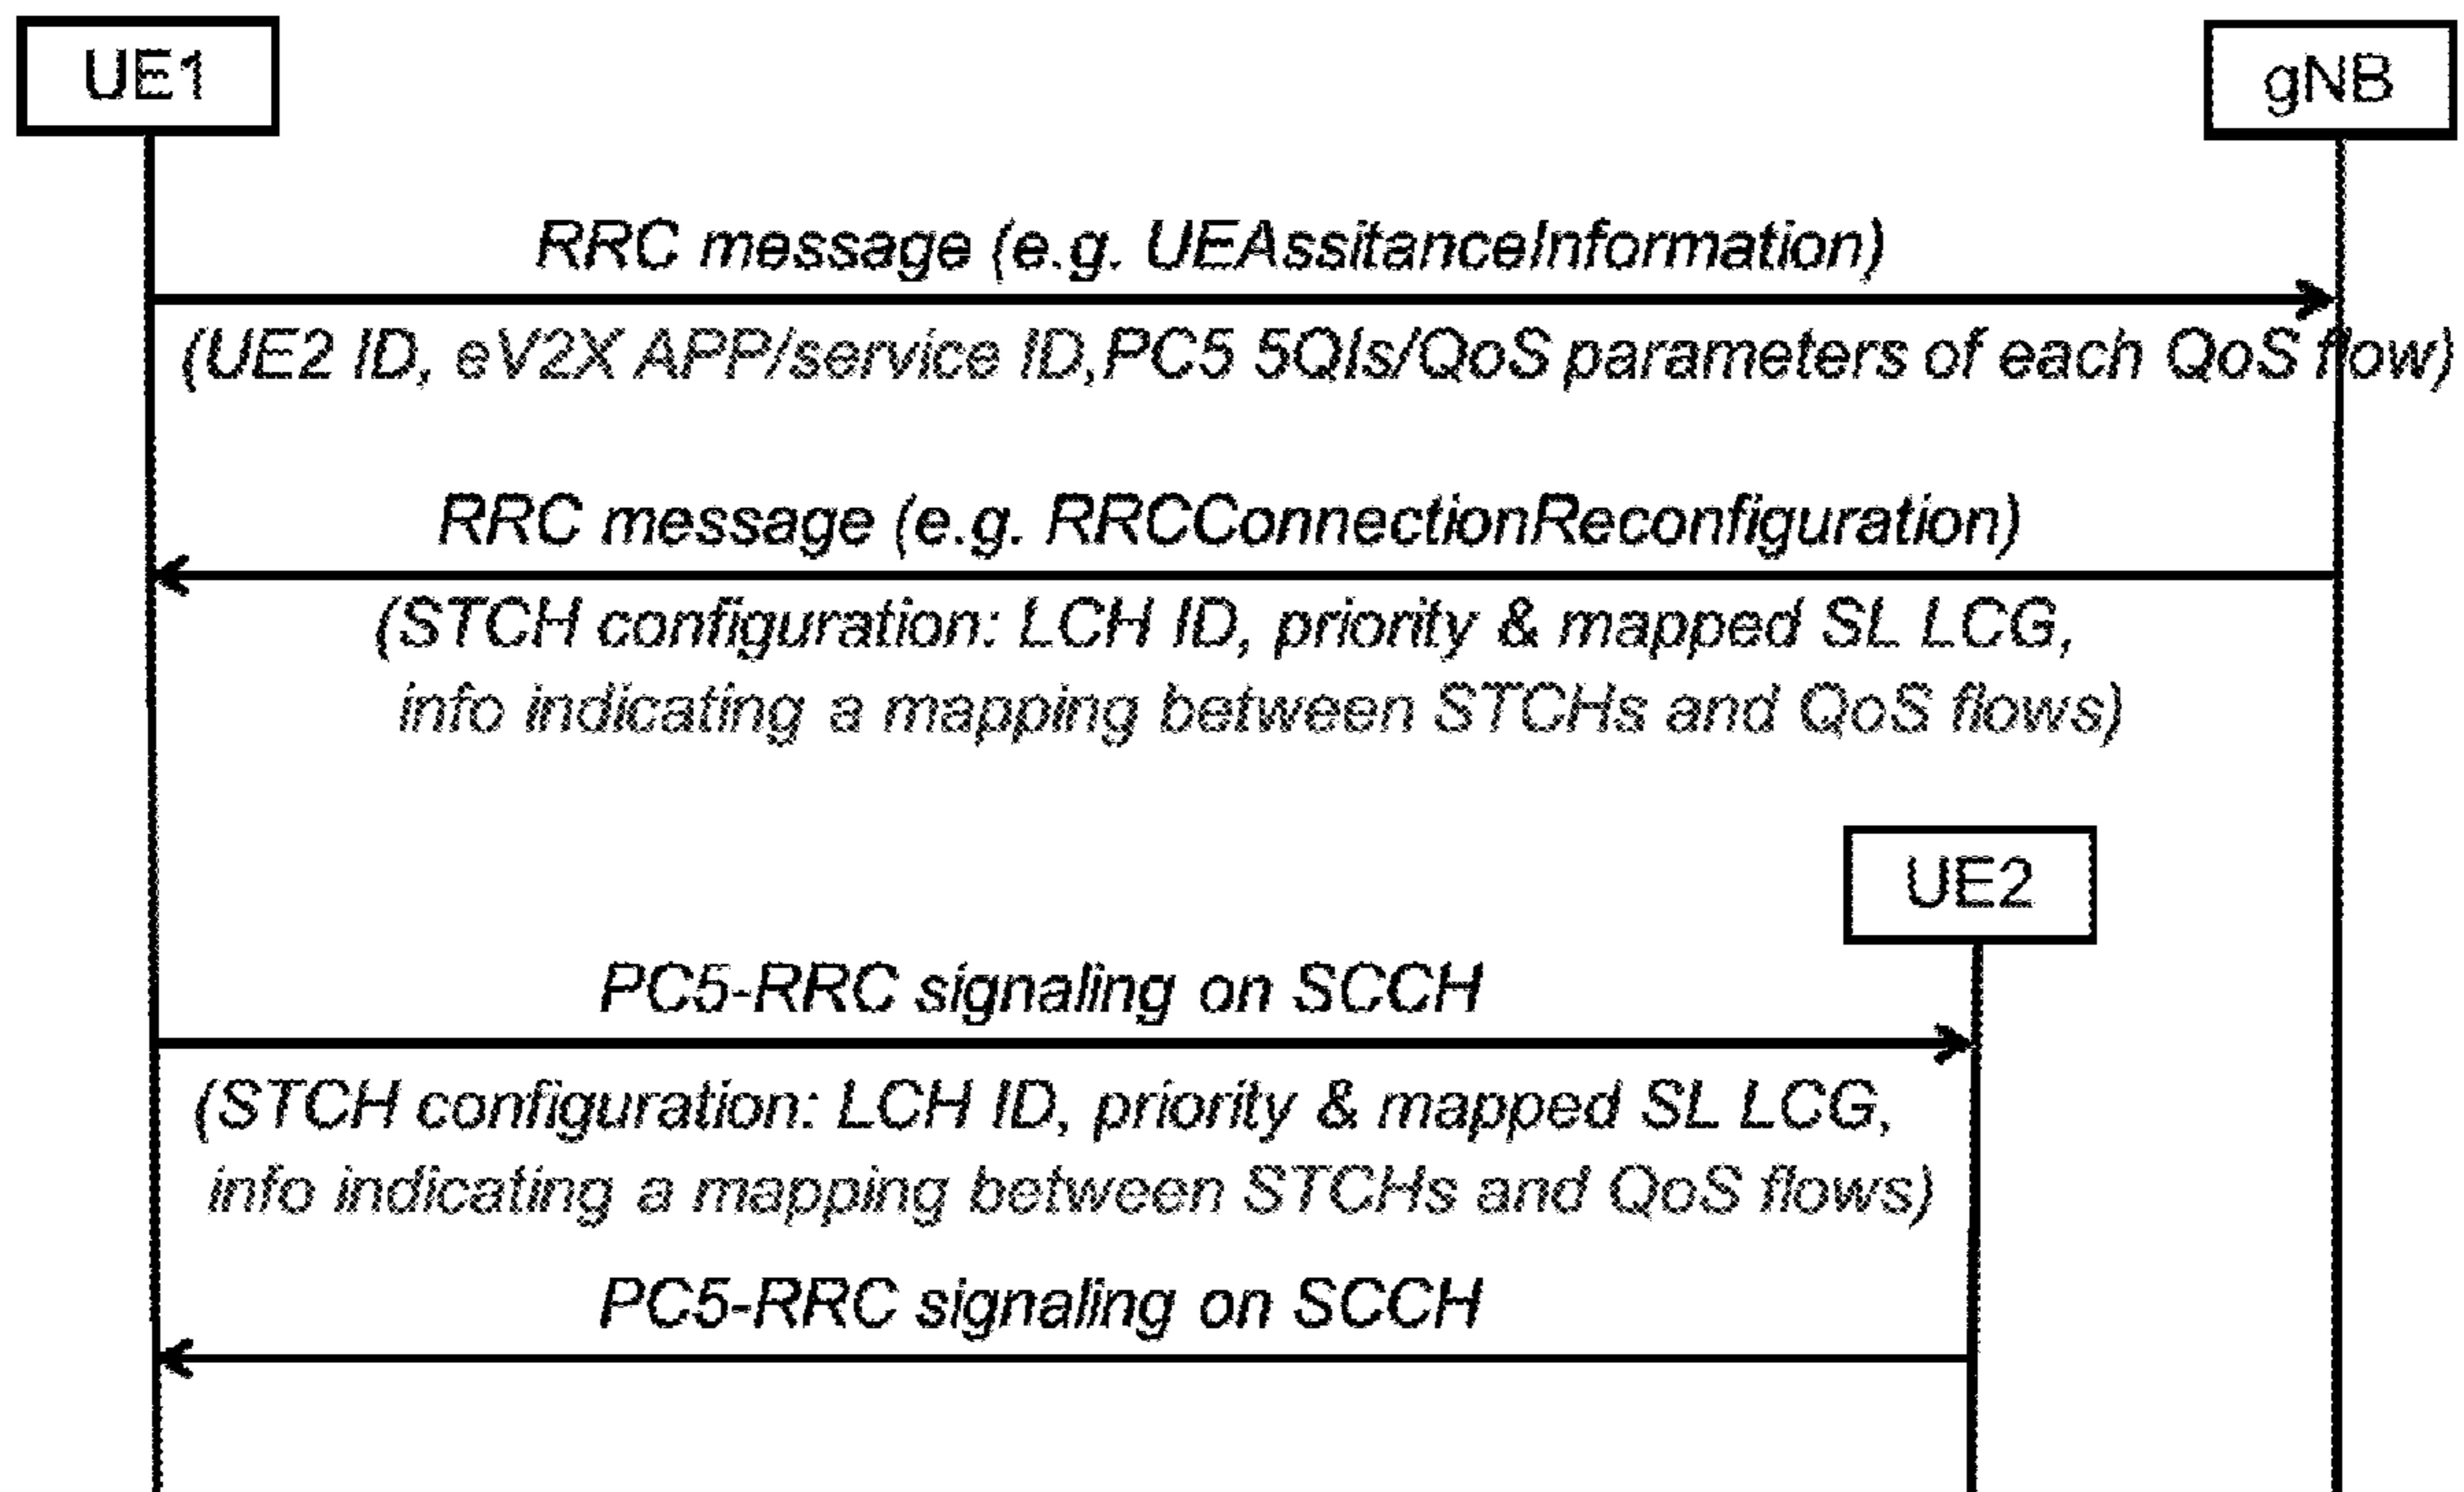 UE1
gNB
RRC message (e.g. UEAssitanceInformation)
(UE2 ID, eV2X APP/service ID,PC5 5QIs/QoS parameters of each QoS flow)
RRC message (e.g. RRCConnectionReconfiguration)
(STCH configuration: LCH ID, priority & mapped SL LCG,
info indicating a mapping between STCHs and QoS flows)
UE2
PC5-RRC signaling on SCCH
(STCH configuration: LCH ID, priority & mapped SL LCG,
info indicating a mapping between STCHs and QoS flows)
PC5-RRC signaling on SCCH